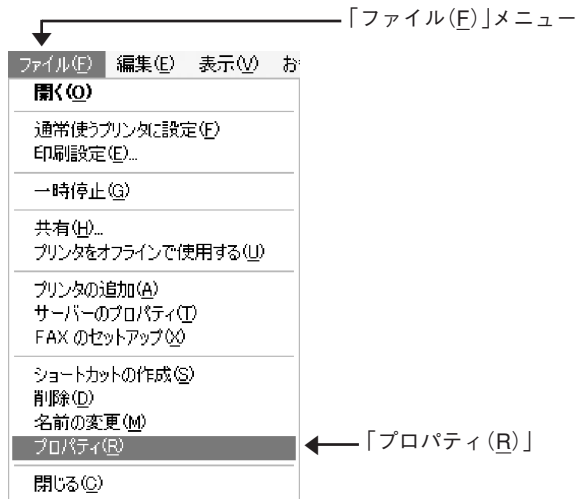 「ファイル(F)」メニュー
ファイル(F) 編集(E) 表示(V) お
開く(O)
通常使うプリンタに設定(F)
印刷設定(E)...
一時停止(G)
共有(H)...
プリンタをオフラインで使用する(U)
プリンタの追加(A)
サーバーのプロパティ(T)
FAX のセットアップ(X)
ショートカットの作成(S)
削除(D)
名前の変更(M)
プロパティ(R) 「プロパティ(R)」
閉じる(C)